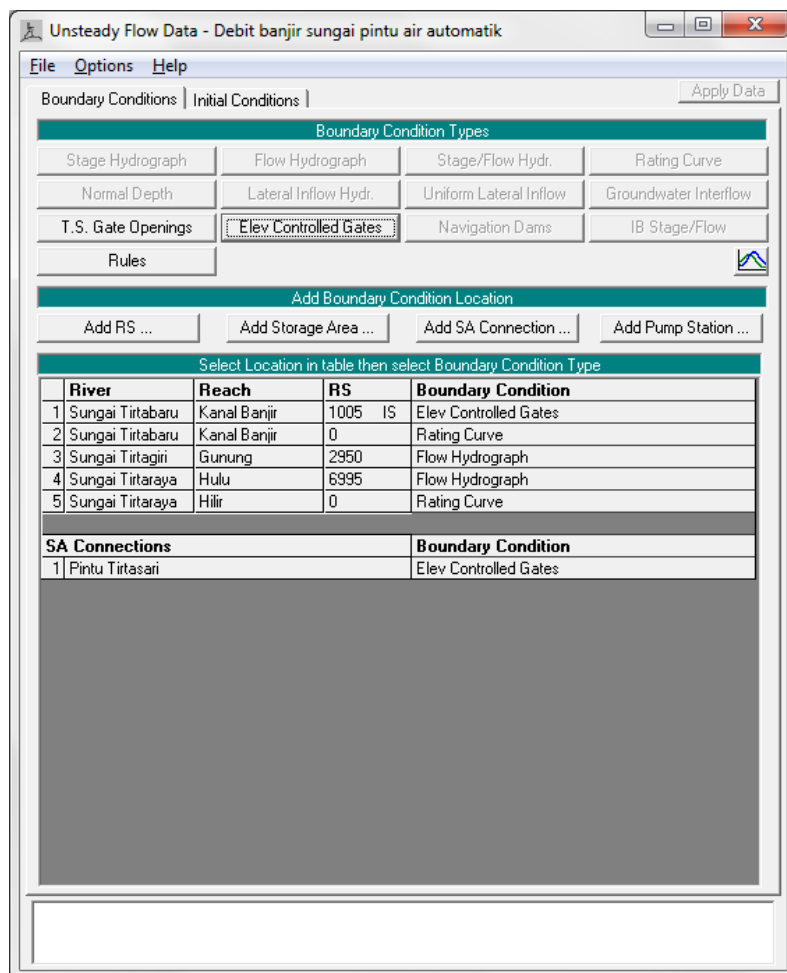 Unsteady Flow Data - Debit banjir sungai pintu air automatik
File Options Help
Boundary Conditions Initial Conditions Apply Data
Boundary Condition Types
Stage Hydrograph Flow Hydrograph Stage/Flow Hydr. Rating Curve
Normal Depth Lateral Inflow Hydr. Uniform Lateral Inflow Groundwater Interflow
T.S. Gate Openings Elev Controlled Gates Navigation Dams IB Stage/Flow
Rules
Add Boundary Condition Location
Add RS ... Add Storage Area ... Add SA Connection ... Add Pump Station ...
Select Location in table then select Boundary Condition Type
River Reach RS Boundary Condition
1 Sungai Tirtabaru Kanal Banjir 1005 IS Elev Controlled Gates
2 Sungai Tirtabaru Kanal Banjir 0 Rating Curve
3 Sungai Tirtagiri Gunung 2950 Flow Hydrograph
4 Sungai Tirtaraya Hulu 6995 Flow Hydrograph
5 Sungai Tirtaraya Hilir 0 Rating Curve
SA Connections Boundary Condition
1 Pintu Tirtasari Elev Controlled Gates